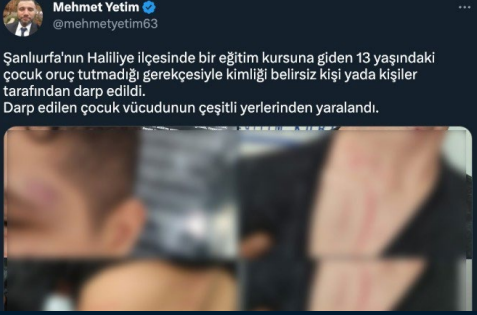 Mehmet Yetim
@mehmetyetim63
Şanlıurfa'nın Haliliye ilçesinde bir eğitim kursuna giden 13 yaşındaki
çocuk oruç tutmadığı gerekçesiyle kimliği belirsiz kişi yada kişiler
tarafından darp edildi.
Darp edilen çocuk vücudunun çeşitli yerlerinden yaralandı.